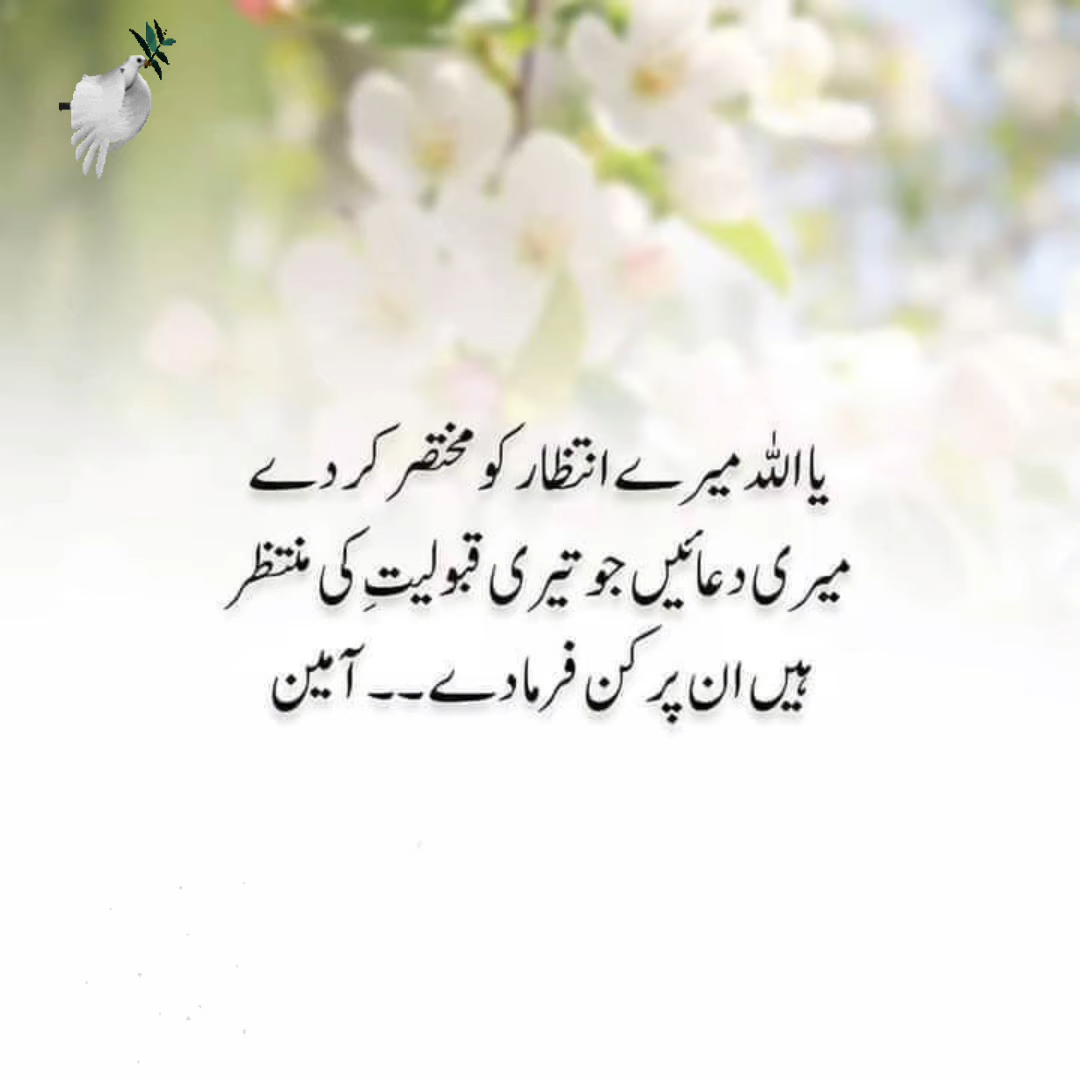 یا اللہ میرے انتظار کو مختصر کر دے
میری دعائیں جو تیری قبولیتِ کی منتظر
ہیں ان پر کن فرما دے۔۔ آمین